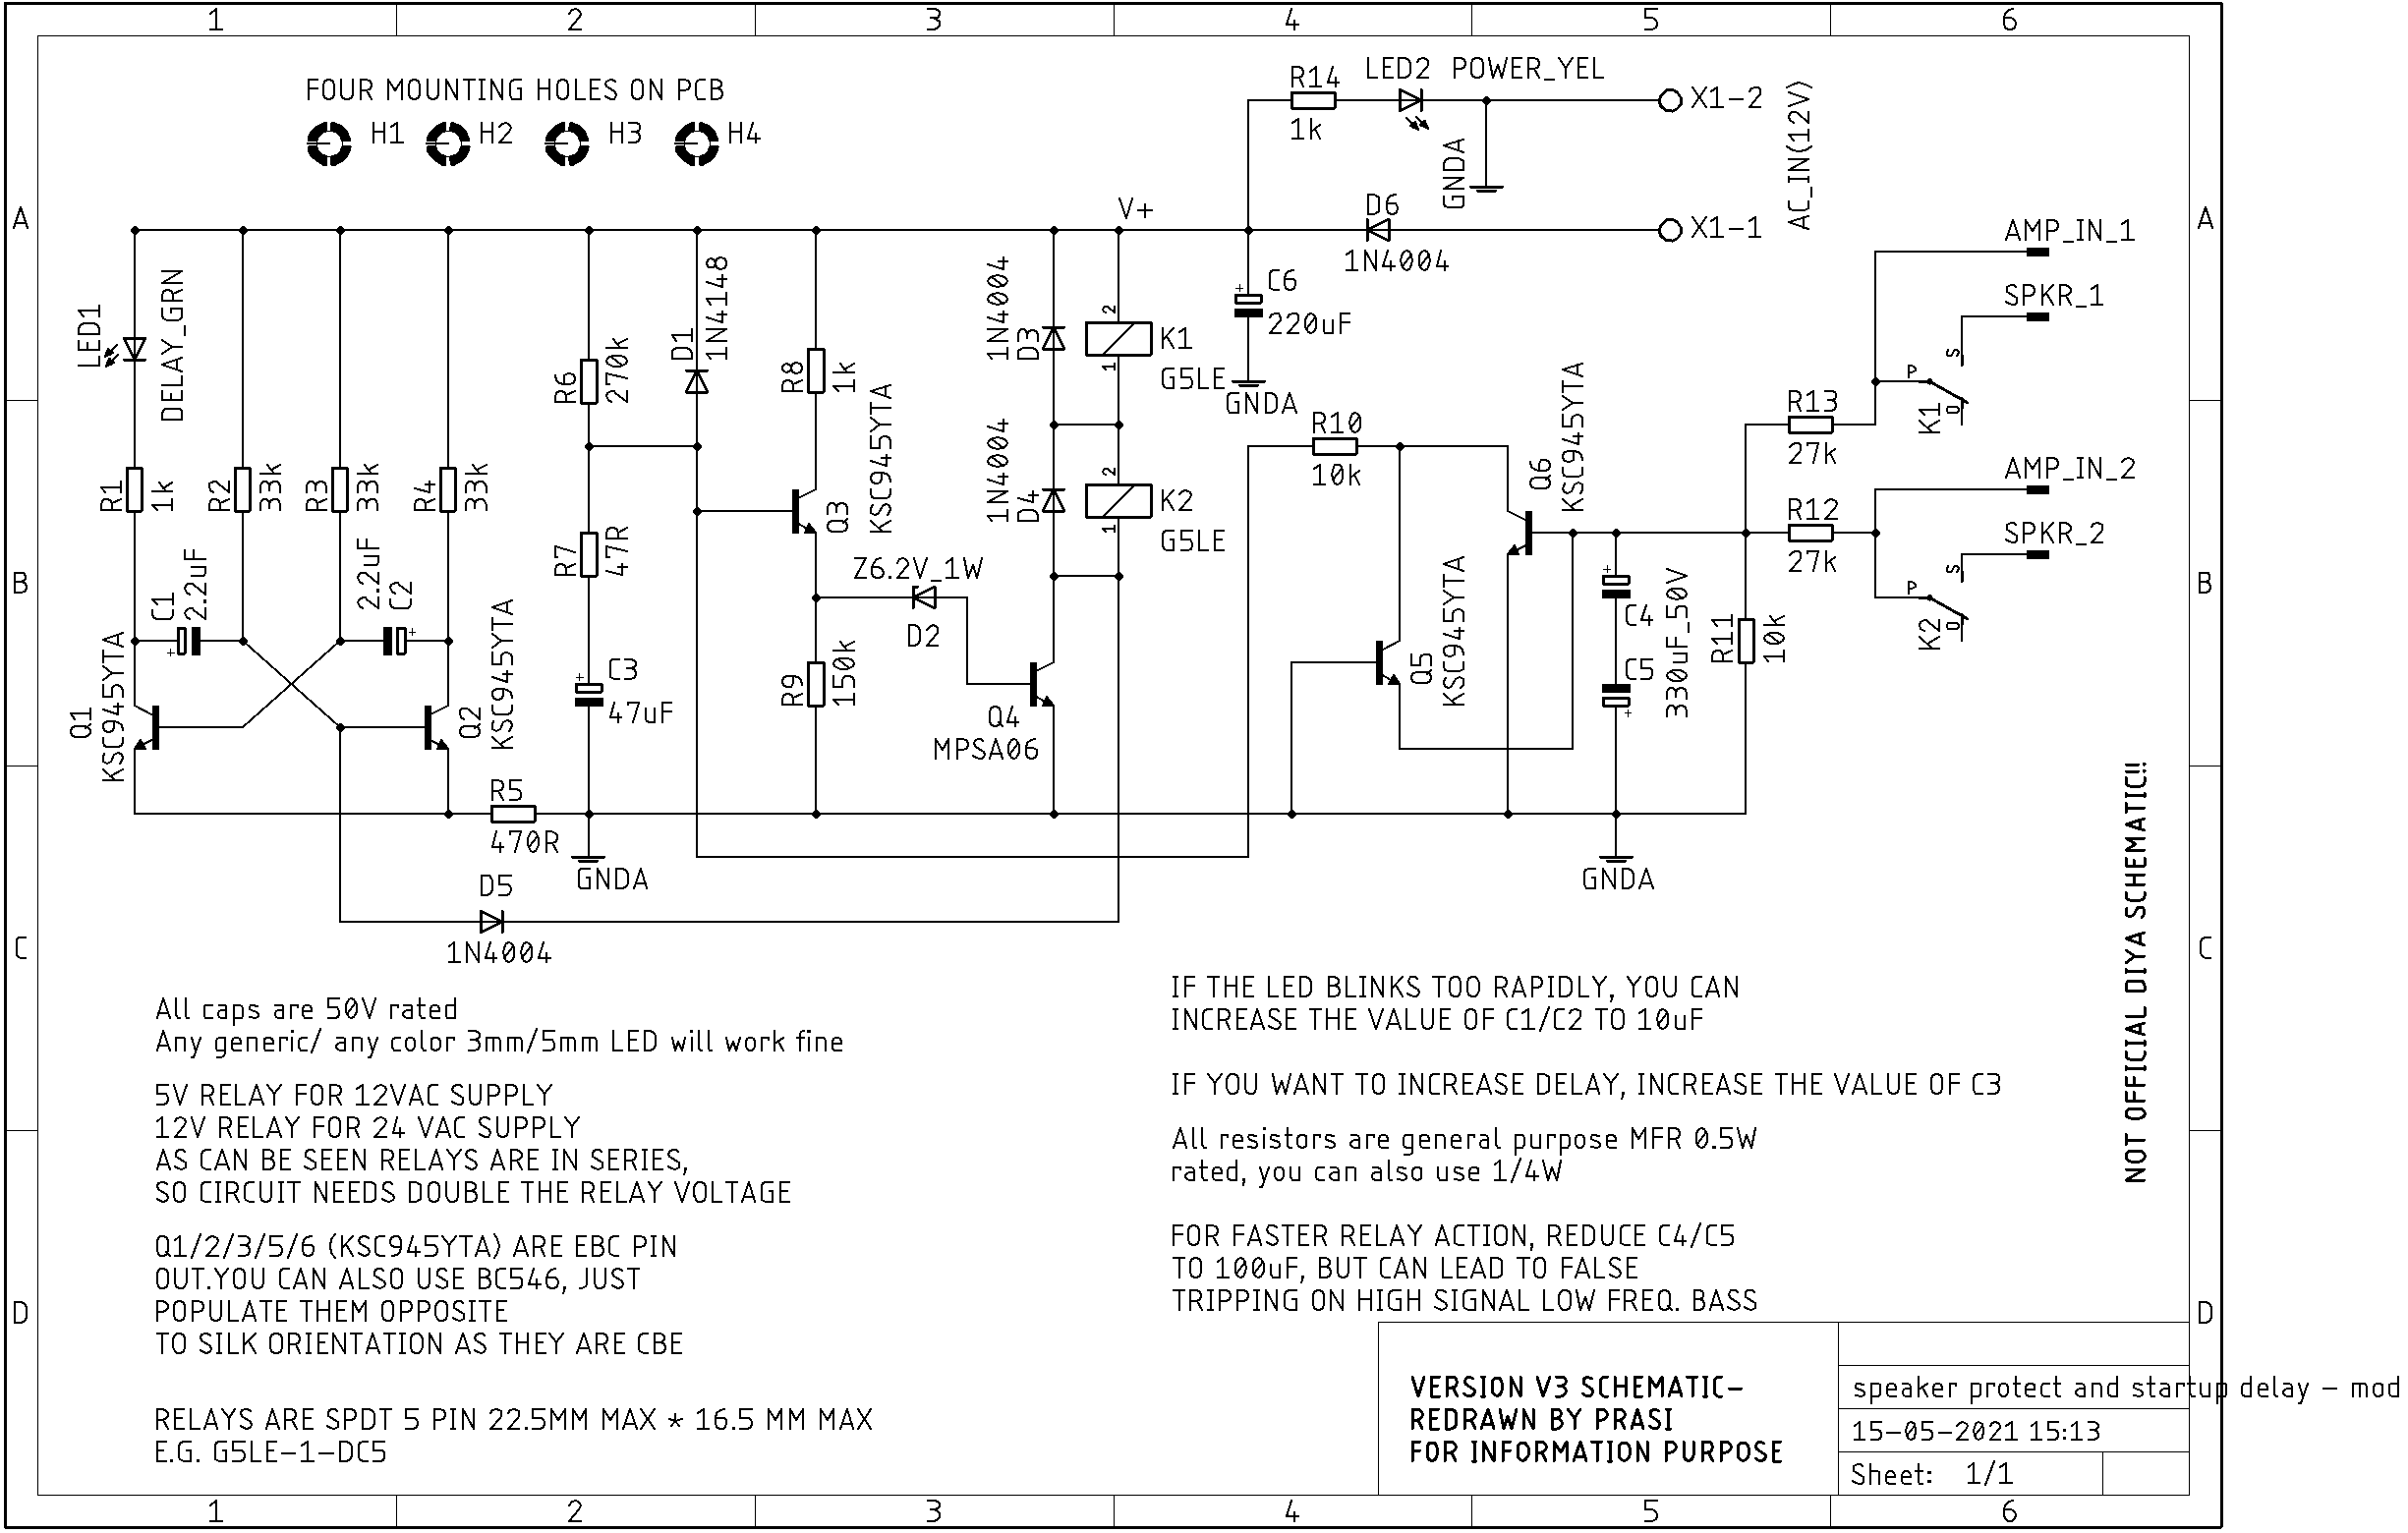 1 2 3 4 5 6
FOUR MOUNTING HOLES ON PCB
H1 H2 H3 H4
R14
1k
LED2 POWER_YEL
X1-2
GNDA
AC_IN(12V)
A
A
V+
D6
1N4004
X1-1
AMP_IN_1
SPKR_1
S
P
O
K1
LED1
DELAY_GRN
R6
270k
D1
1N4148
R8
1k
KSC945YTA
Q3
1N4004
D3
2
1
K1
G5LE
+
C6
220uF
GNDA
R10
10k
Q6
KSC945YTA
R13
27k
AMP_IN_2
R12
27k
SPKR_2
S
P
O
K2
R1
1k
R2
33k
R3
33k
R4
33k
1N4004
D4
2
1
K2
G5LE
B
B
C1
2.2uF
+
2.2uF
C2
+
R7
47R
Z6.2V_1W
D2
Q5
KSC945YTA
+
C4
C5
+
330uF_50V
R11
10k
Q1
KSC945YTA
Q2
KSC945YTA
+
C3
47uF
R9
150k
Q4
MPSA06
R5
470R
GNDA
GNDA
D5
1N4004
C
C
NOT OFFICIAL DIYA SCHEMATIC!!
All caps are 50V rated
Any generic/ any color 3mm/5mm LED will work fine
5V RELAY FOR 12VAC SUPPLY
12V RELAY FOR 24 VAC SUPPLY
AS CAN BE SEEN RELAYS ARE IN SERIES,
SO CIRCUIT NEEDS DOUBLE THE RELAY VOLTAGE
Q1/2/3/5/6 (KSC945YTA) ARE EBC PIN
OUT.YOU CAN ALSO USE BC546, JUST
POPULATE THEM OPPOSITE
TO SILK ORIENTATION AS THEY ARE CBE
RELAYS ARE SPDT 5 PIN 22.5MM MAX * 16.5 MM MAX
E.G. G5LE-1-DC5
IF THE LED BLINKS TOO RAPIDLY, YOU CAN
INCREASE THE VALUE OF C1/C2 TO 10uF
IF YOU WANT TO INCREASE DELAY, INCREASE THE VALUE OF C3
All resistors are general purpose MFR 0.5W
rated, you can also use 1/4W
FOR FASTER RELAY ACTION, REDUCE C4/C5
TO 100uF, BUT CAN LEAD TO FALSE
TRIPPING ON HIGH SIGNAL LOW FREQ. BASS
D
D
VERSION V3 SCHEMATIC-
REDRAWN BY PRASI
FOR INFORMATION PURPOSE
speaker protect and startup delay - mod
15-05-2021 15:13
Sheet: 1/1
1 2 3 4 5 6